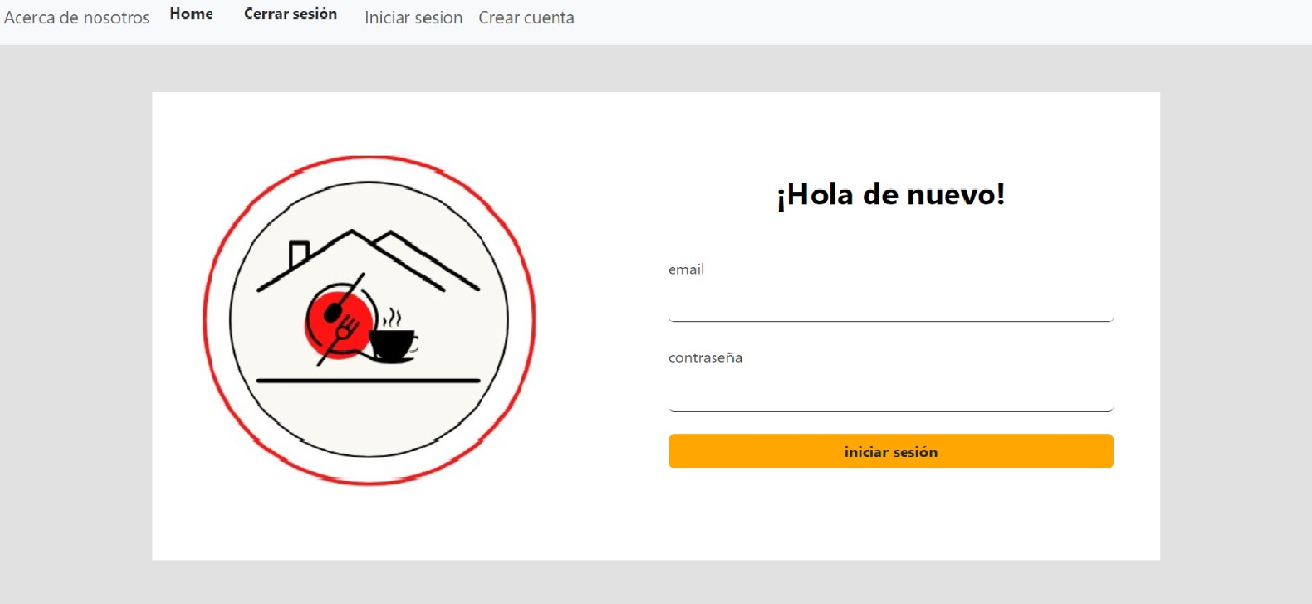 Acerca de nosotros Home Cerrar sesión Iniciar sesion Crear cuenta
¡Hola de nuevo!
email
contraseña
iniciar sesión